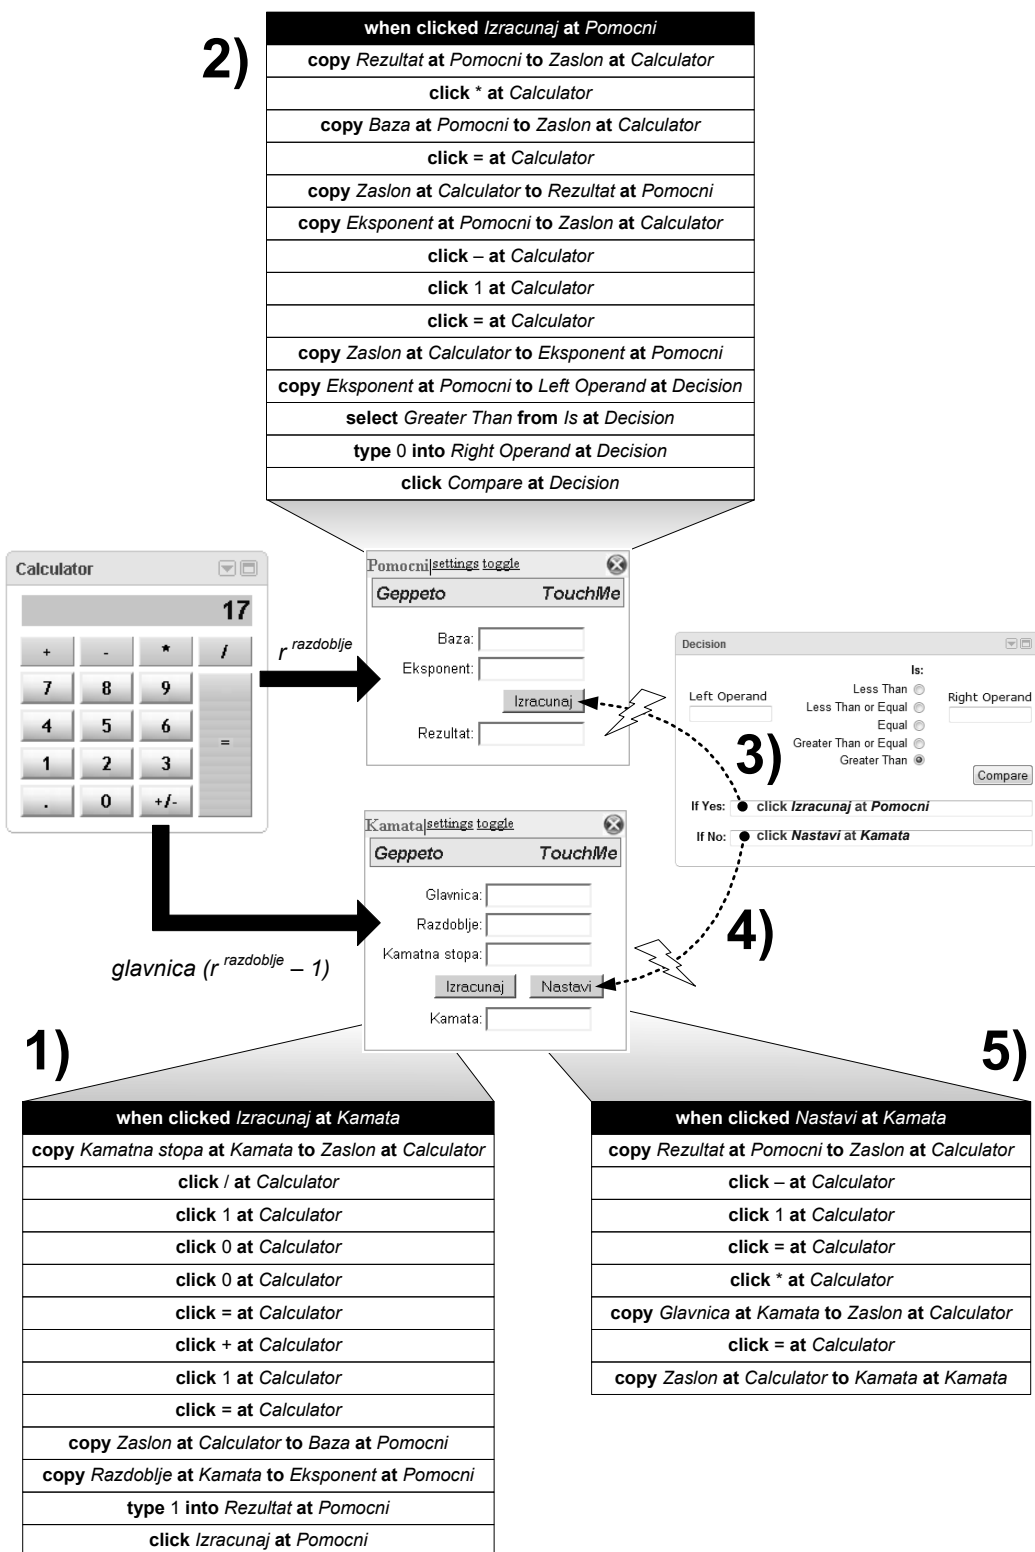 2)
when clicked Izracunaj at Pomocni
copy Rezultat at Pomocni to Zaslon at Calculator
click * at Calculator
copy Baza at Pomocni to Zaslon at Calculator
click = at Calculator
copy Zaslon at Calculator to Rezultat at Pomocni
copy Eksponent at Pomocni to Zaslon at Calculator
click – at Calculator
click 1 at Calculator
click = at Calculator
copy Zaslon at Calculator to Eksponent at Pomocni
copy Eksponent at Pomocni to Left Operand at Decision
select Greater Than from Is at Decision
type 0 into Right Operand at Decision
click Compare at Decision
Calculator
17
+ - * /
7 8 9
4 5 6
=
1 2 3
. 0 +/-
r razdoblje
Pomocni|settings toggle
Geppeto TouchMe
Baza:
Eksponent:
Izracunaj
Rezultat:
Decision
Is:
Left Operand
Less Than
Less Than or Equal
Equal
Greater Than or Equal
Greater Than
Right Operand
Compare
3)
If Yes: click Izracunaj at Pomocni
If No: click Nastavi at Kamata
4)
Kamata|settings toggle
Geppeto TouchMe
Glavnica:
Razdoblje:
Kamatna stopa:
Izracunaj Nastavi
Kamata:
glavnica (r razdoblje – 1)
1)
when clicked Izracunaj at Kamata
copy Kamatna stopa at Kamata to Zaslon at Calculator
click / at Calculator
click 1 at Calculator
click 0 at Calculator
click 0 at Calculator
click = at Calculator
click + at Calculator
click 1 at Calculator
click = at Calculator
copy Zaslon at Calculator to Baza at Pomocni
copy Razdoblje at Kamata to Eksponent at Pomocni
type 1 into Rezultat at Pomocni
click Izracunaj at Pomocni
5)
when clicked Nastavi at Kamata
copy Rezultat at Pomocni to Zaslon at Calculator
click – at Calculator
click 1 at Calculator
click = at Calculator
click * at Calculator
copy Glavnica at Kamata to Zaslon at Calculator
click = at Calculator
copy Zaslon at Calculator to Kamata at Kamata